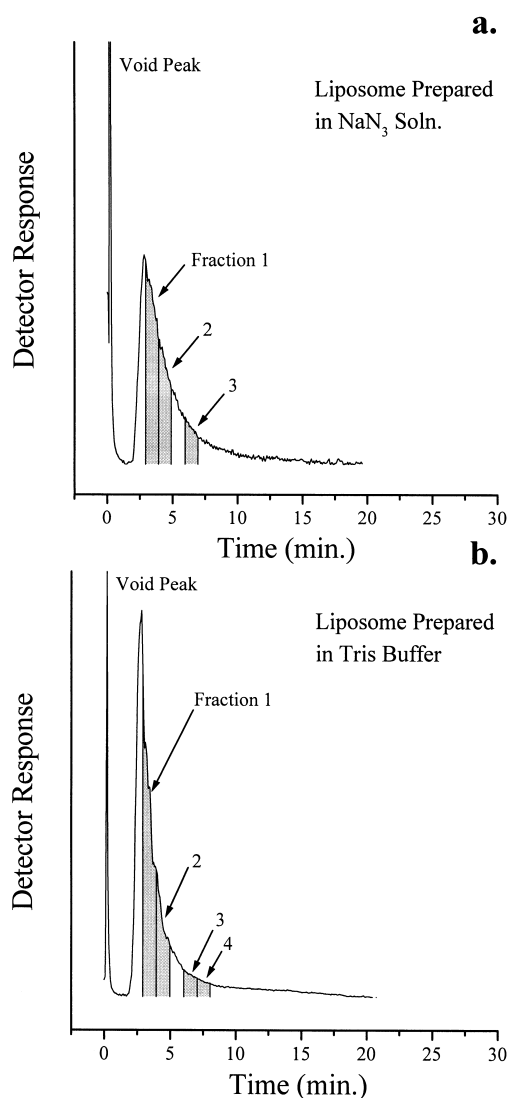 a.
Void Peak
Liposome Prepared
in NaN3 Soln.
Detector Response
Fraction 1
2
3
0 5 10 15 20 25 30
Time (min.)
b.
Void Peak
Liposome Prepared
in Tris Buffer
Detector Response
Fraction 1
2
3
4
0 5 10 15 20 25 30
Time (min.)